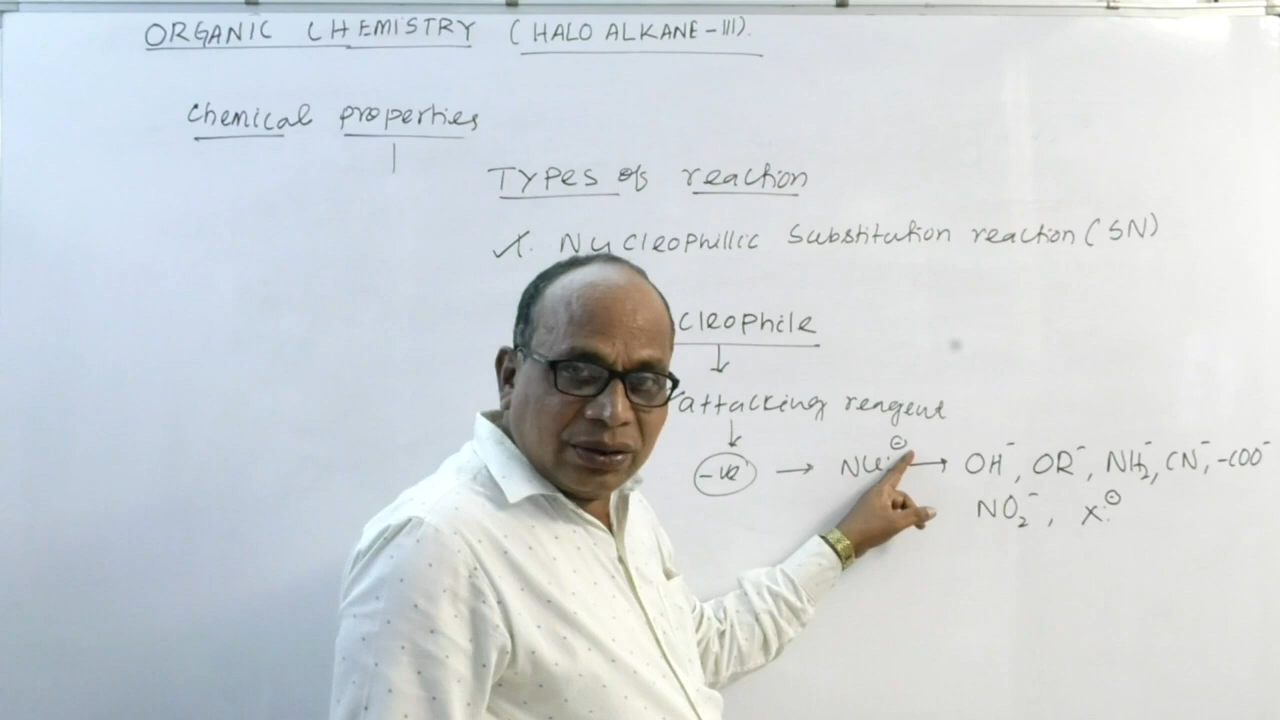 ORGANIC CHEMISTRY (HALO ALKANE-III).
Chemical properties
TYPES of reaction
1. Nucleophillic substitution reaction (SN)
cleophile
attacking reagent
-ve → Nu:⊖ → OH⁻, OR⁻, NH₂⁻, CN⁻, -COO⁻
NO₂⁻, X:⊖